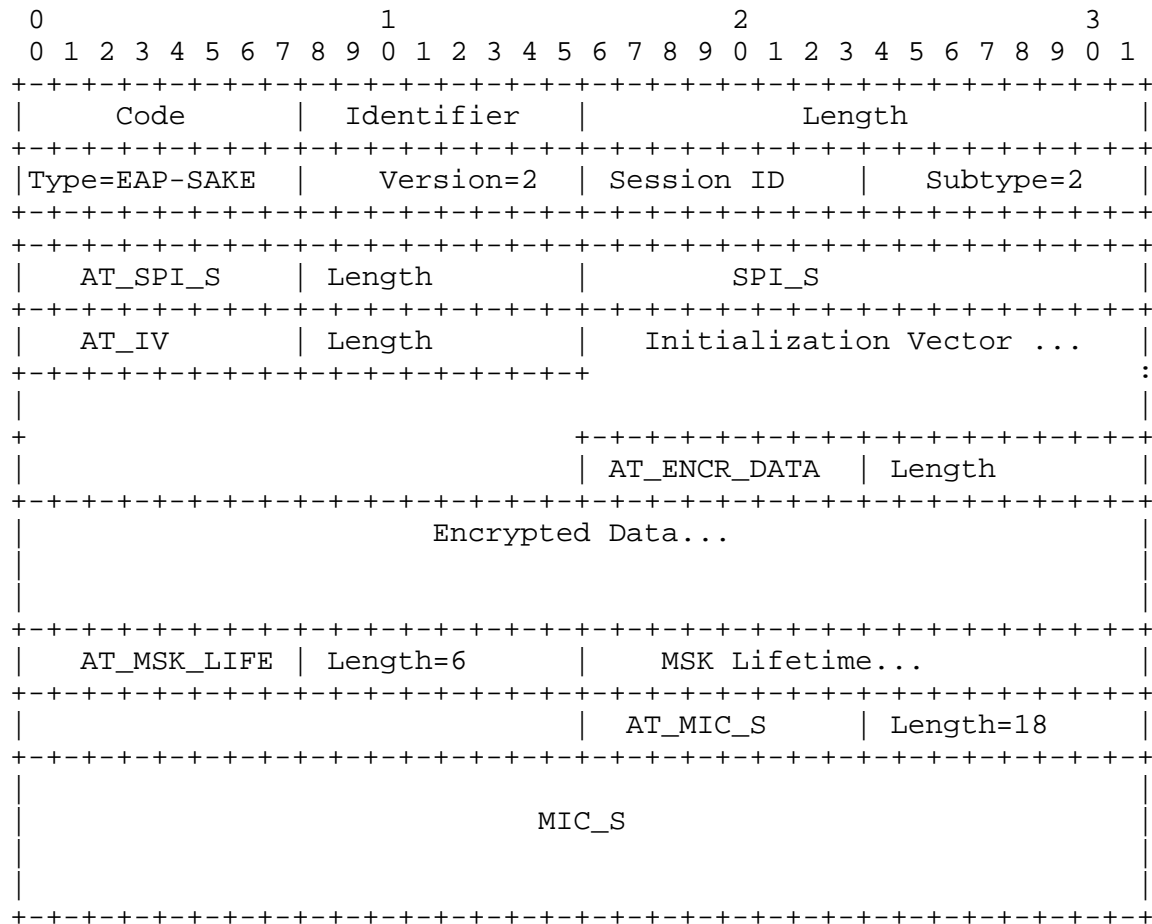 0                   1                   2                   3
 0 1 2 3 4 5 6 7 8 9 0 1 2 3 4 5 6 7 8 9 0 1 2 3 4 5 6 7 8 9 0 1
+-+-+-+-+-+-+-+-+-+-+-+-+-+-+-+-+-+-+-+-+-+-+-+-+-+-+-+-+-+-+-+-+
|     Code      |  Identifier   |            Length             |
+-+-+-+-+-+-+-+-+-+-+-+-+-+-+-+-+-+-+-+-+-+-+-+-+-+-+-+-+-+-+-+-+
|Type=EAP-SAKE  |    Version=2  | Session ID    |   Subtype=2   |
+-+-+-+-+-+-+-+-+-+-+-+-+-+-+-+-+-+-+-+-+-+-+-+-+-+-+-+-+-+-+-+-+
+-+-+-+-+-+-+-+-+-+-+-+-+-+-+-+-+-+-+-+-+-+-+-+-+-+-+-+-+-+-+-+-+
|   AT_SPI_S    | Length        |        SPI_S                  |
+-+-+-+-+-+-+-+-+-+-+-+-+-+-+-+-+-+-+-+-+-+-+-+-+-+-+-+-+-+-+-+-+
|   AT_IV       | Length        |   Initialization Vector ...   |
+-+-+-+-+-+-+-+-+-+-+-+-+-+-+-+-+                               :
|                                                               |
+                               +-+-+-+-+-+-+-+-+-+-+-+-+-+-+-+-+
|                               | AT_ENCR_DATA  | Length        |
+-+-+-+-+-+-+-+-+-+-+-+-+-+-+-+-+-+-+-+-+-+-+-+-+-+-+-+-+-+-+-+-+
|                       Encrypted Data...                       |
|                                                               |
|                                                               |
+-+-+-+-+-+-+-+-+-+-+-+-+-+-+-+-+-+-+-+-+-+-+-+-+-+-+-+-+-+-+-+-+
|    AT_MSK_LIFE | Length=6      |    MSK Lifetime...            |
+-+-+-+-+-+-+-+-+-+-+-+-+-+-+-+-+-+-+-+-+-+-+-+-+-+-+-+-+-+-+-+-+
|                               |  AT_MIC_S     | Length=18     |
+-+-+-+-+-+-+-+-+-+-+-+-+-+-+-+-+-+-+-+-+-+-+-+-+-+-+-+-+-+-+-+-+
|                                                               |
|                             MIC_S                             |
|                                                               |
|                                                               |
+-+-+-+-+-+-+-+-+-+-+-+-+-+-+-+-+-+-+-+-+-+-+-+-+-+-+-+-+-+-+-+-+